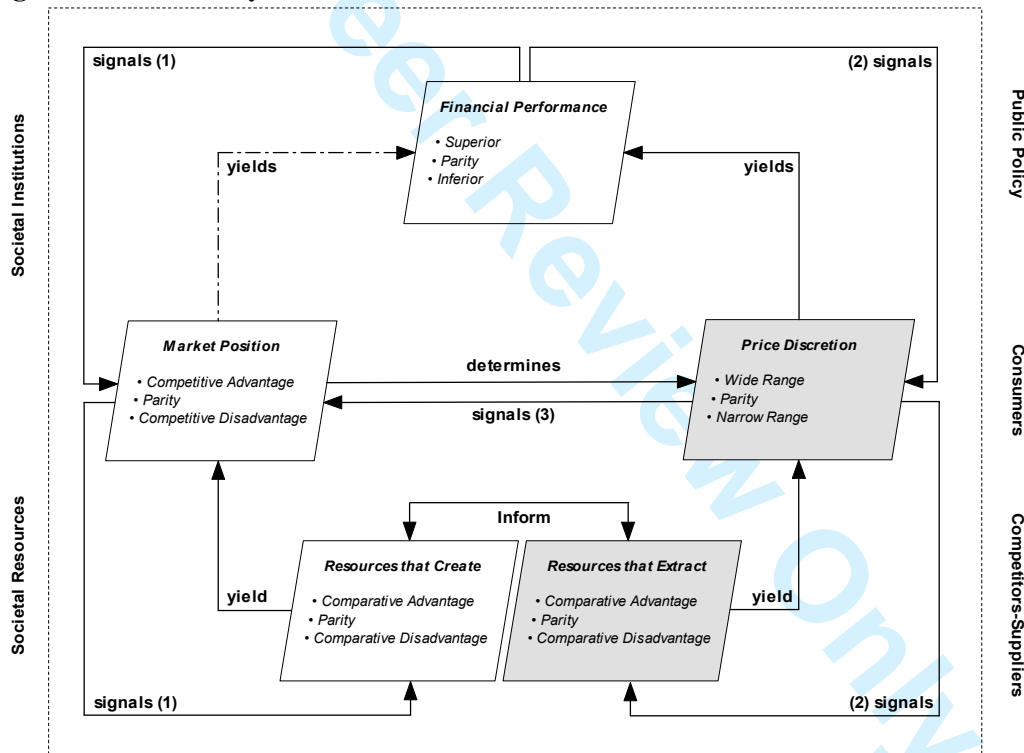 signals (1)
(2) signals
Financial Performance
• Superior
• Parity
• Inferior
yields
yields
Societal Institutions
Public Policy
Market Position
• Competitive Advantage
• Parity
• Competitive Disadvantage
determines
signals (3)
Price Discretion
• Wide Range
• Parity
• Narrow Range
Consumers
Inform
Resources that Create
• Comparative Advantage
• Parity
• Comparative Disadvantage
Resources that Extract
• Comparative Advantage
• Parity
• Comparative Disadvantage
yield
yield
Societal Resources
Competitors-Suppliers
signals (1)
(2) signals
eer Review Only